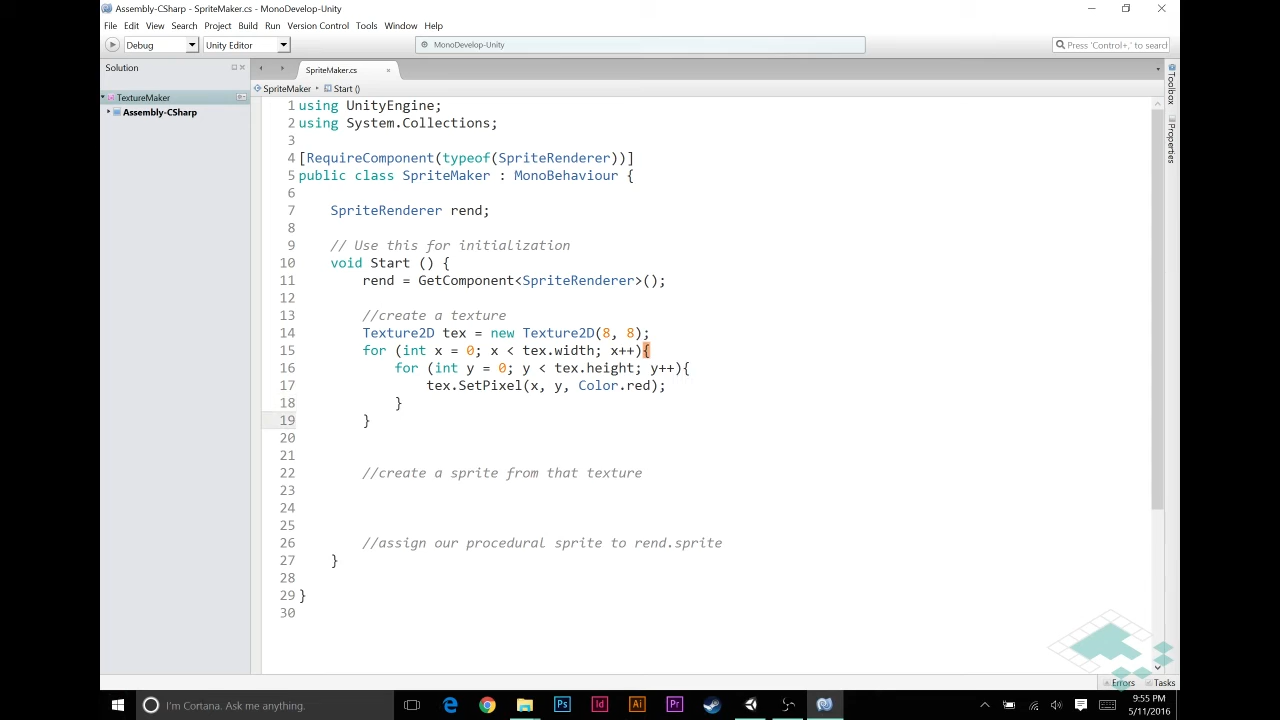 Assembly-CSharp - SpriteMaker.cs - MonoDevelop-Unity
File Edit View Search Project Build Run Version Control Tools Window Help
Debug Unity Editor MonoDevelop-Unity Press 'Control+,' to search
Solution
SpriteMaker.cs
SpriteMaker Start ()
TextureMaker
Assembly-CSharp
Toolbox
Properties
1 using UnityEngine;
2 using System.Collections;
3
4 [RequireComponent(typeof(SpriteRenderer))]
5 public class SpriteMaker : MonoBehaviour {
6
7 SpriteRenderer rend;
8
9 // Use this for initialization
10 void Start () {
11 rend = GetComponent<SpriteRenderer>();
12
13 //create a texture
14 Texture2D tex = new Texture2D(8, 8);
15 for (int x = 0; x < tex.width; x++){
16 for (int y = 0; y < tex.height; y++){
17 tex.SetPixel(x, y, Color.red);
18 }
19 }
20
21
22 //create a sprite from that texture
23
24
25
26 //assign our procedural sprite to rend.sprite
27 }
28
29 }
30
Errors Tasks
I'm Cortana. Ask me anything.
9:55 PM
5/11/2016